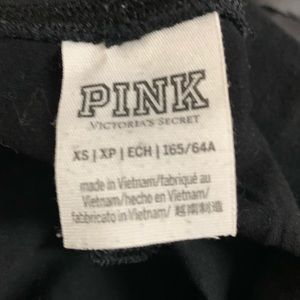 PINK
VICTORIA'S SECRET
XS | XP | ECH | 165/64A
made in Vietnam/fabriqué au
Vietnam/hecho en Vietnam/
fabbricato in Vietnam/ 越南制造